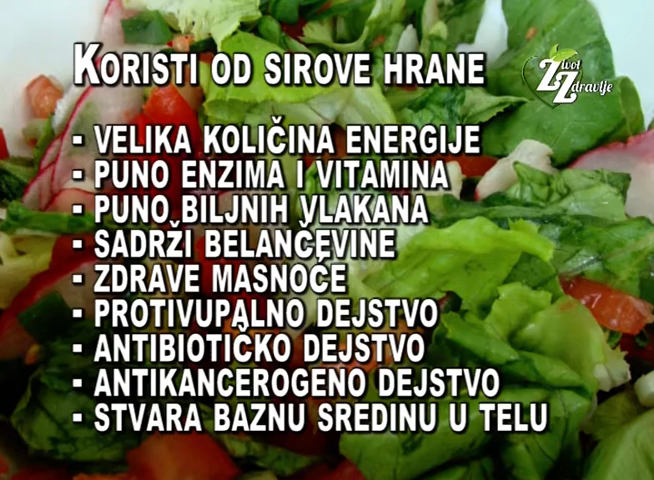 KORISTI OD SIROVE HRANE
Život
Zdravlje
- VELIKA KOLIČINA ENERGIJE
- PUNO ENZIMA I VITAMINA
- PUNO BILJNIH VLAKANA
- SADRŽI BELANČEVINE
- ZDRAVE MASNOĆE
- PROTIVUPALNO DEJSTVO
- ANTIBIOTIČKO DEJSTVO
- ANTIKANCEROGENO DEJSTVO
- STVARA BAZNU SREDINU U TELU